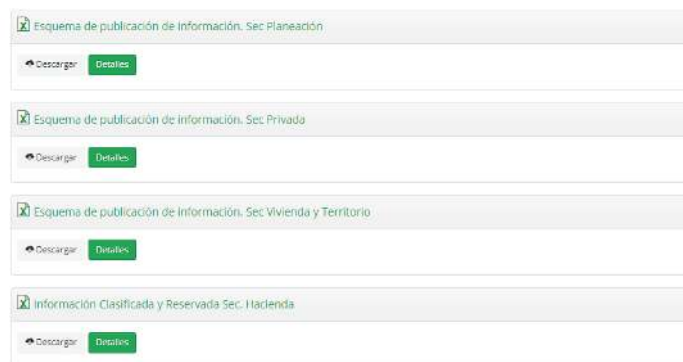 Esquema de publicación de información. Sec Planeación
Descargar Detalles
Esquema de publicación de información. Sec Privada
Descargar Detalles
Esquema de publicación de información. Sec Vivienda y Territorio
Descargar Detalles
Información Clasificada y Reservada Sec. Hacienda
Descargar Detalles